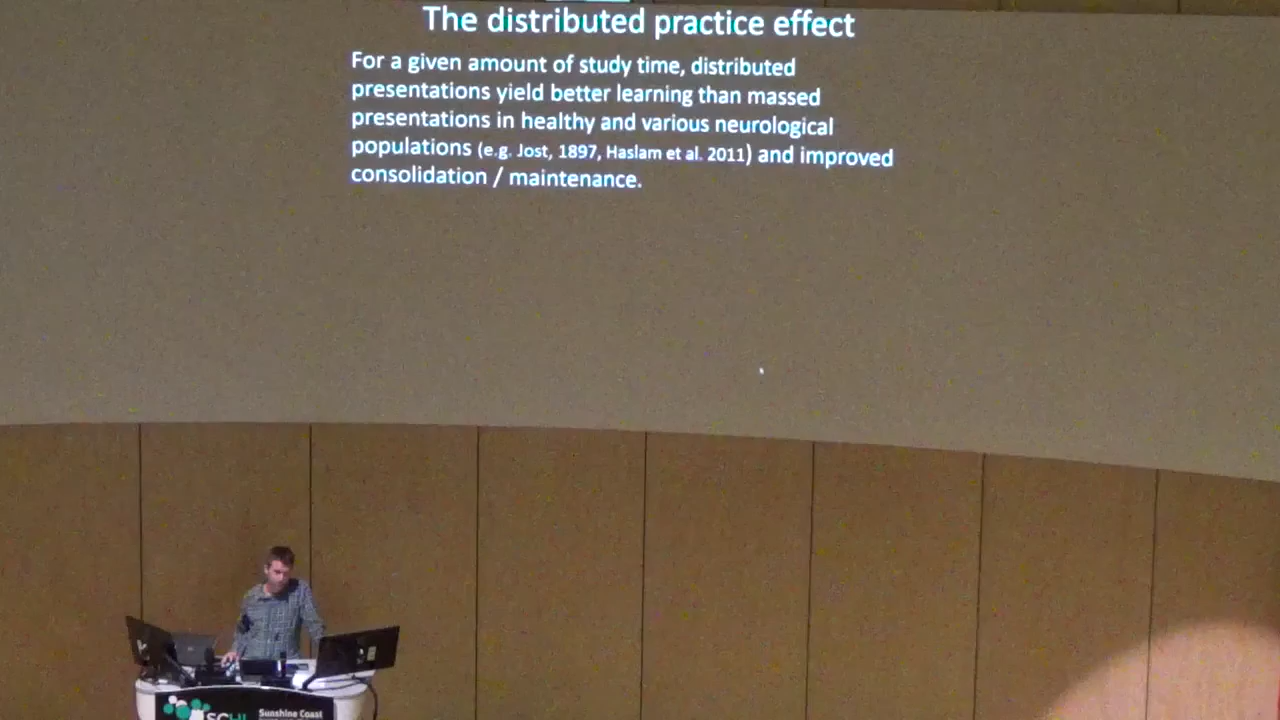 The distributed practice effect
For a given amount of study time, distributed
presentations yield better learning than massed
presentations in healthy and various neurological
populations (e.g. Jost, 1897, Haslam et al. 2011) and improved
consolidation / maintenance.
SCHI
Sunshine Coast